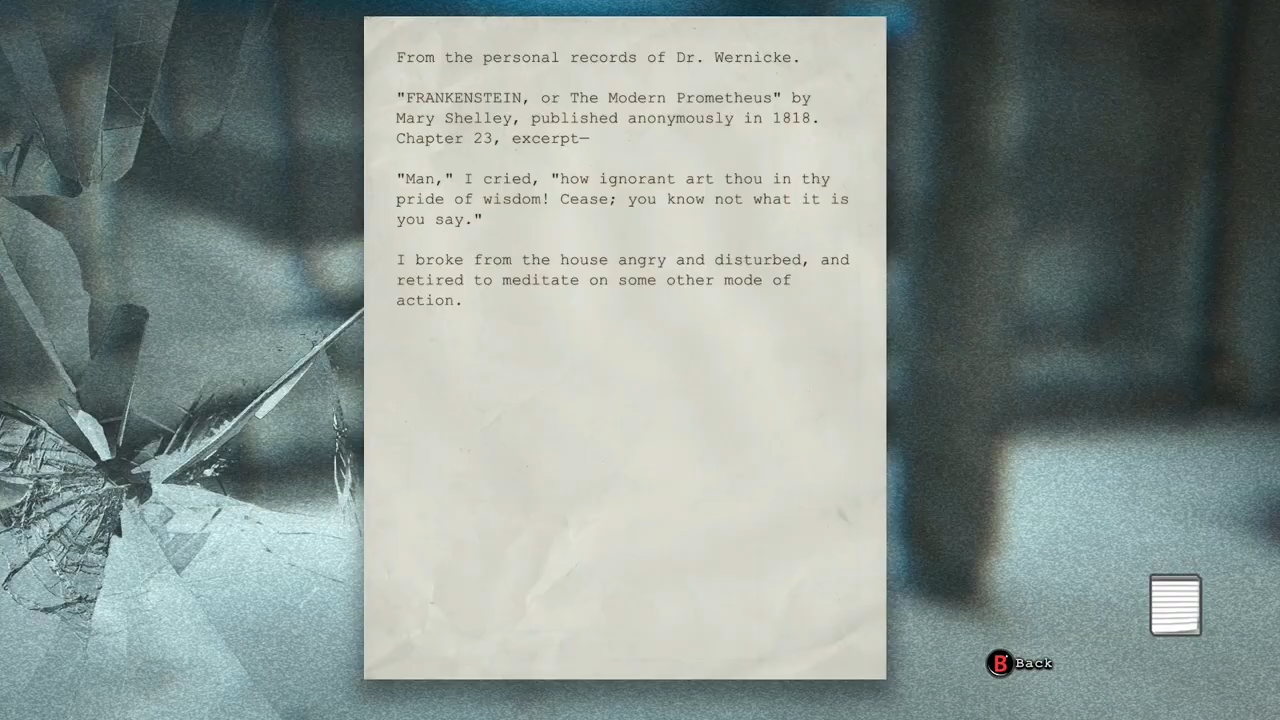 From the personal records of Dr. Wernicke.
"FRANKENSTEIN, or The Modern Prometheus" by
Mary Shelley, published anonymously in 1818.
Chapter 23, excerpt—
"Man," I cried, "how ignorant art thou in thy
pride of wisdom! Cease; you know not what it is
you say."
I broke from the house angry and disturbed, and
retired to meditate on some other mode of
action.
B Back